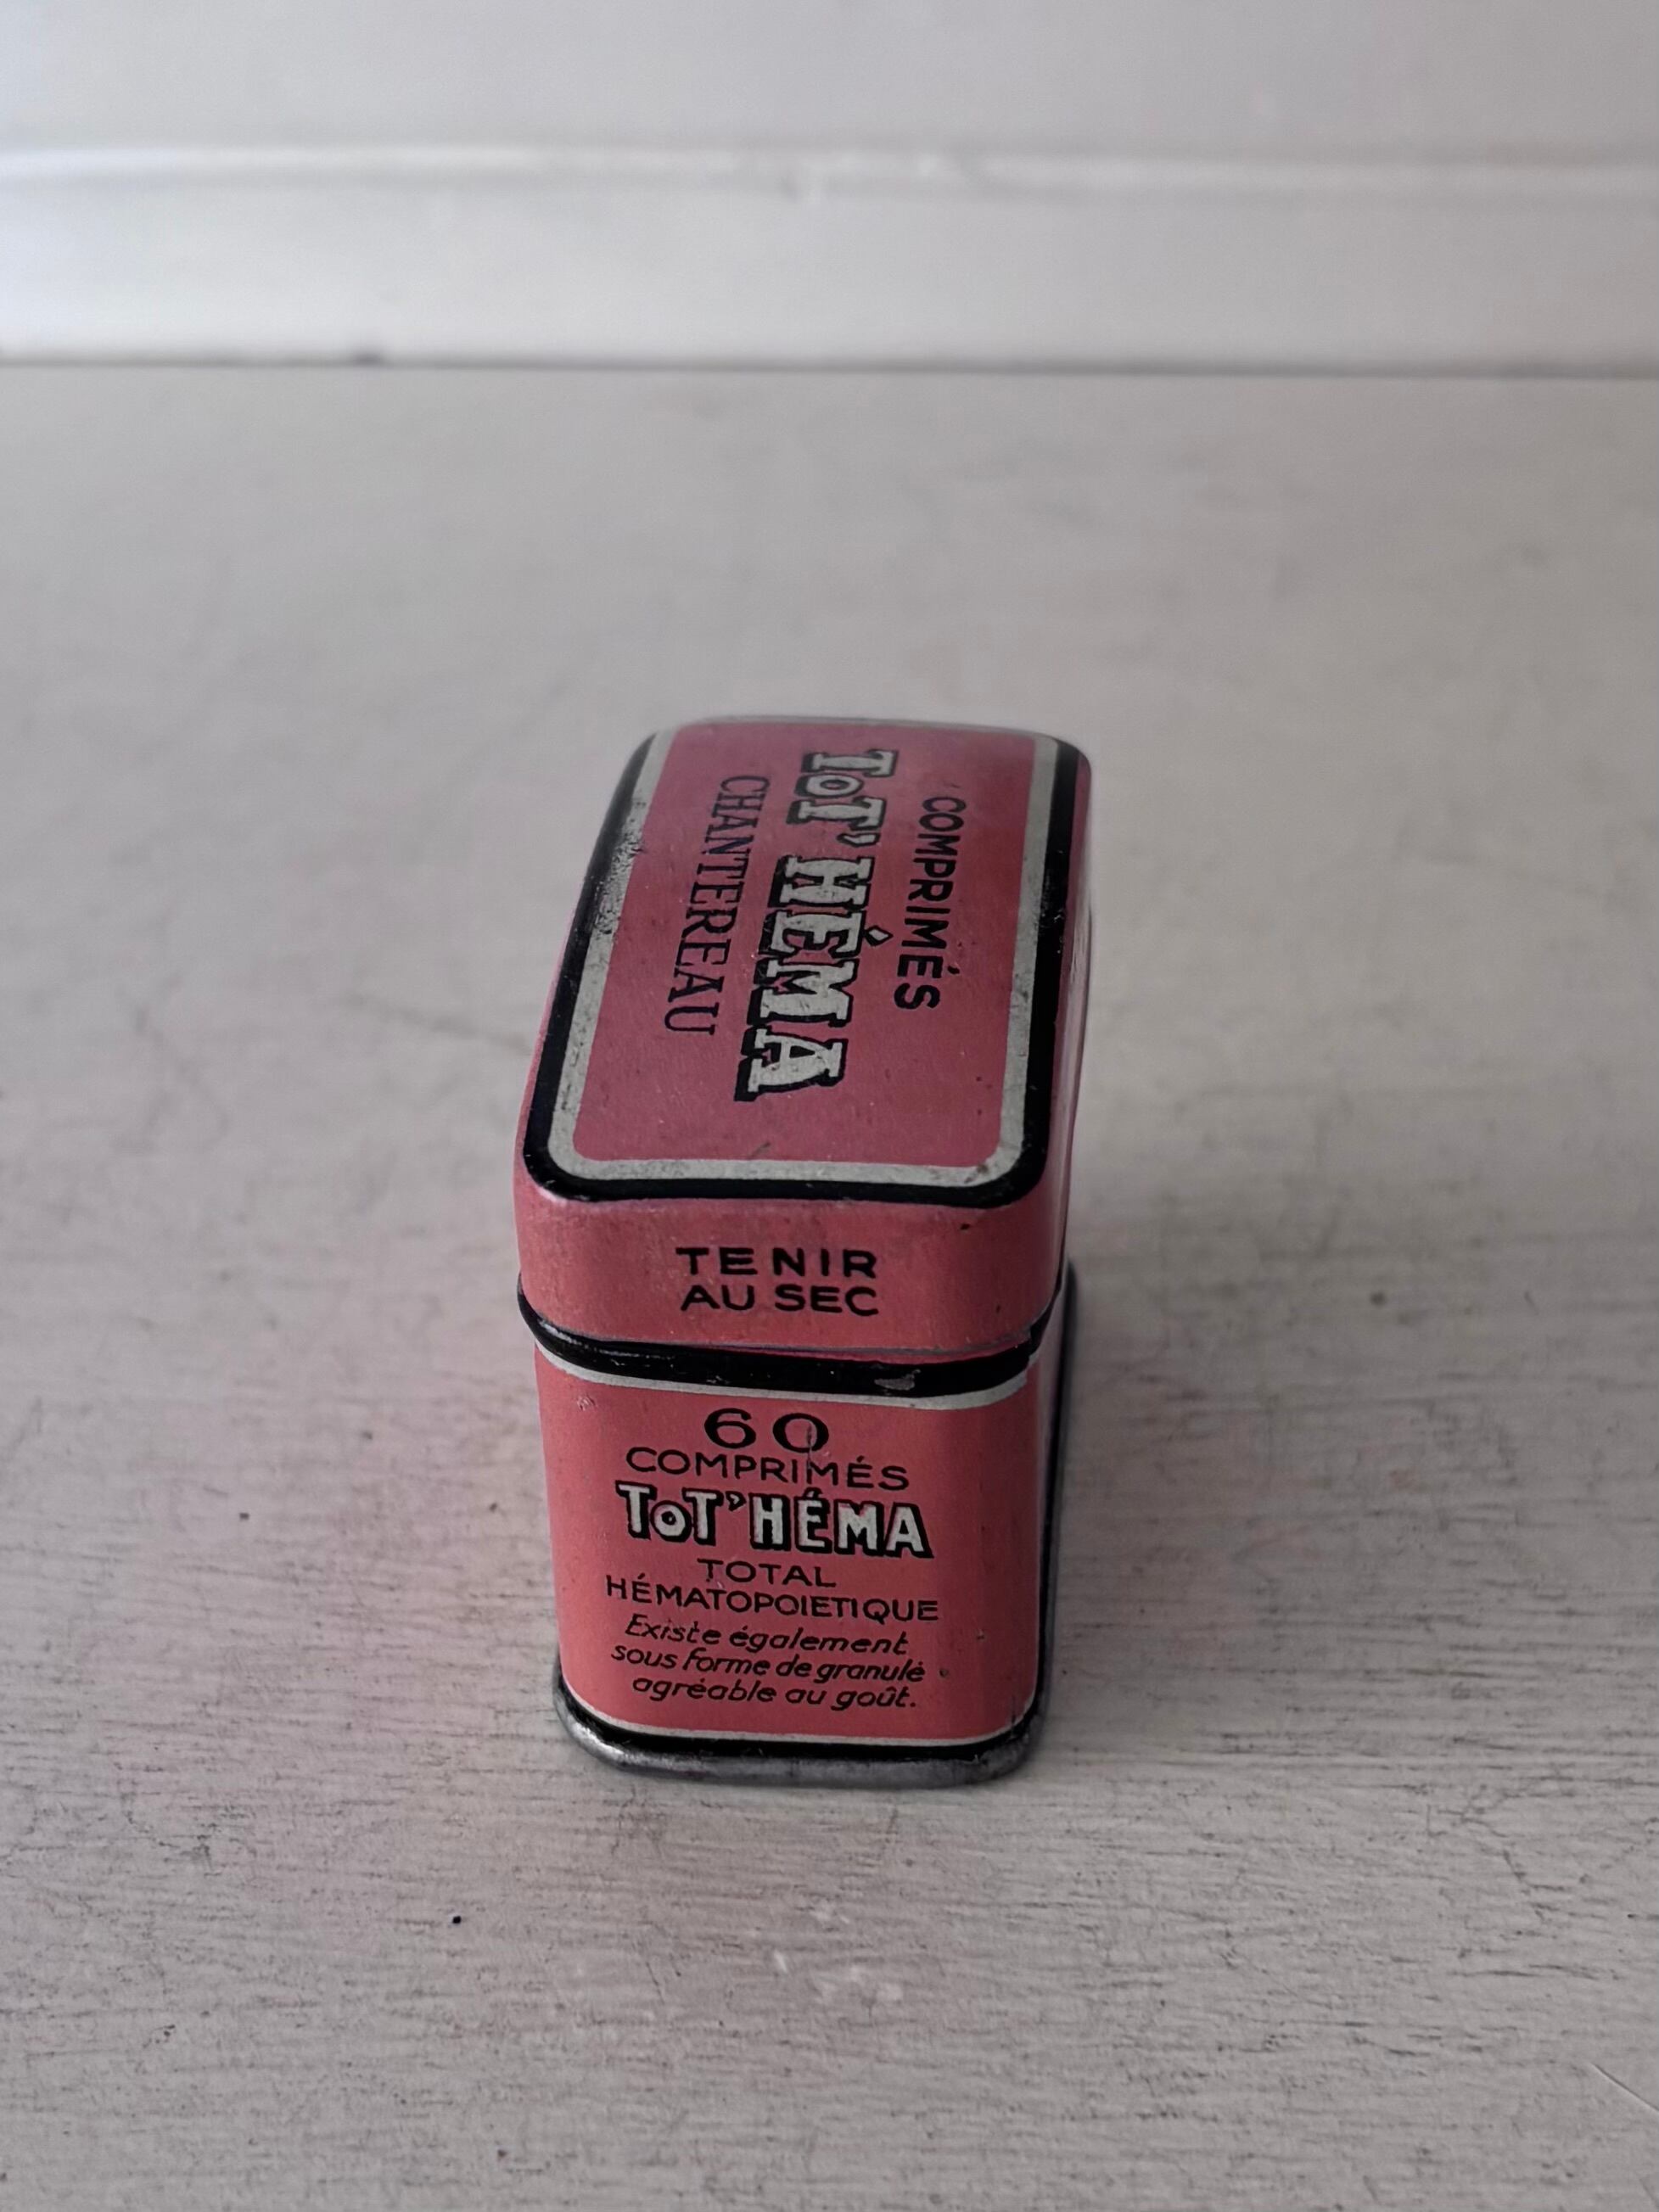 COMPRIMÉS
ToT'HÉMA
CHANTEREAU
TENIR
AU SEC
60
COMPRIMÉS
ToT'HÉMA
TOTAL
HÉMATOPOIETIQUE
Existe également
sous forme de granulé
agréable au goût.